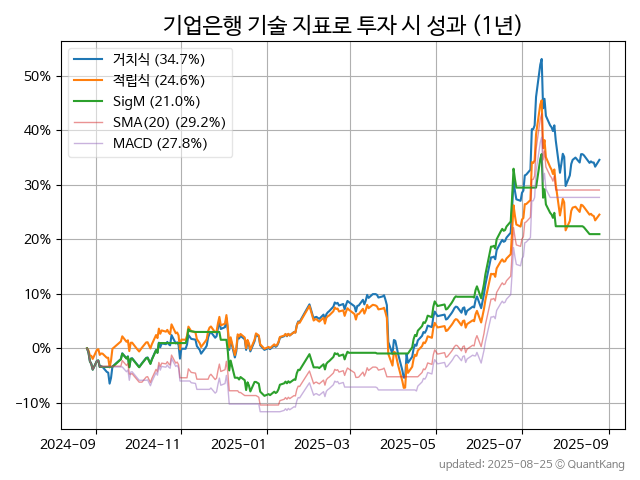 기업은행 기술 지표로 투자 시 성과 (1년)
거치식 (34.7%)
적립식 (24.6%)
SigM (21.0%)
SMA(20) (29.2%)
MACD (27.8%)
50%
40%
30%
20%
10%
0%
−10%
2024−09 2024−11 2025−01 2025−03 2025−05 2025−07 2025−09
updated: 2025-08-25 ⓒ QuantKang